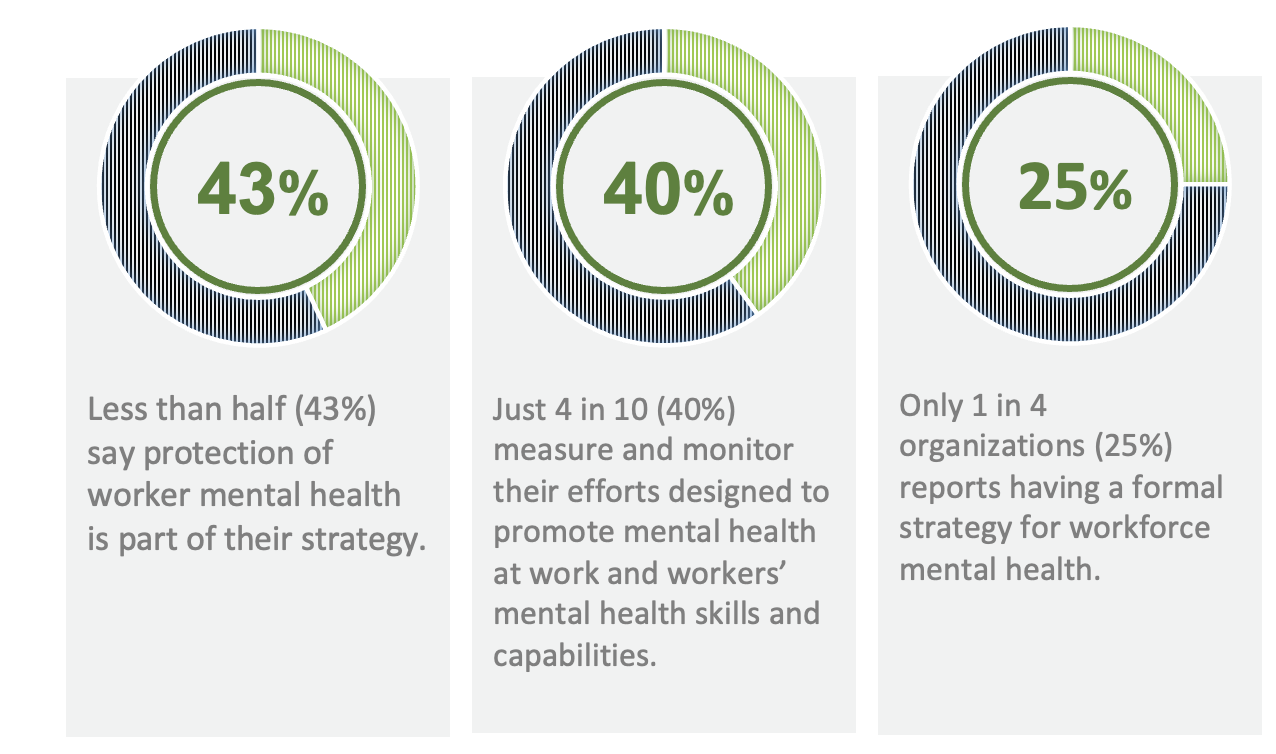 43%
Less than half (43%)
say protection of
worker mental health
is part of their strategy.
40%
Just 4 in 10 (40%)
measure and monitor
their efforts designed to
promote mental health
at work and workers’
mental health skills and
capabilities.
25%
Only 1 in 4
organizations (25%)
reports having a formal
strategy for workforce
mental health.